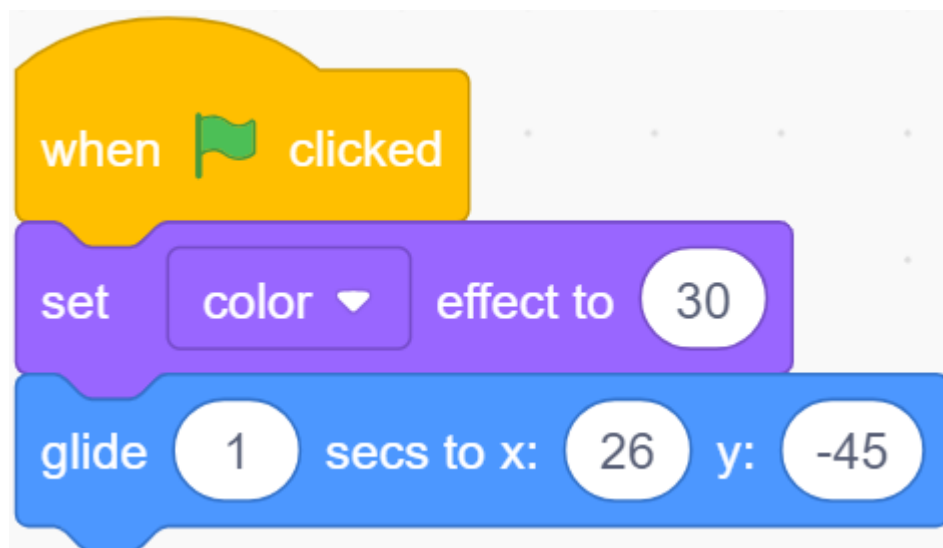 when clicked
set color effect to 30
glide 1 secs to x: 26 y: -45